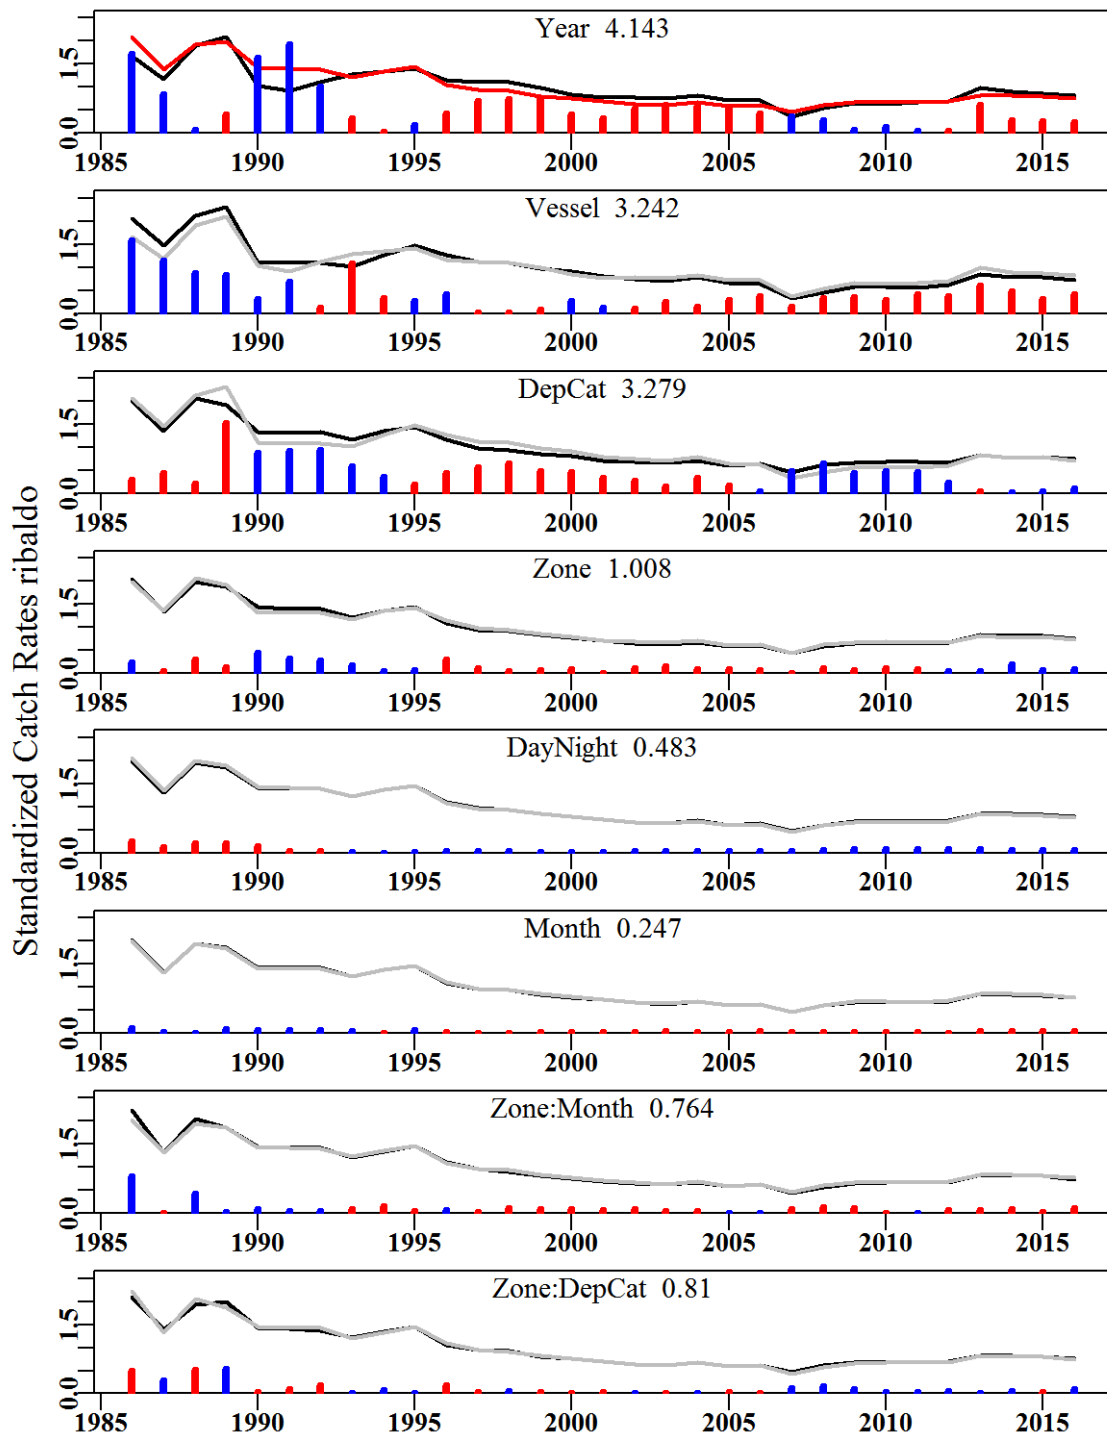 Standardized Catch Rates ribaldo
Year 4.143
0.0 1.5
1985 1990 1995 2000 2005 2010 2015
Vessel 3.242
0.0 1.5
1985 1990 1995 2000 2005 2010 2015
DepCat 3.279
0.0 1.5
1985 1990 1995 2000 2005 2010 2015
Zone 1.008
0.0 1.5
1985 1990 1995 2000 2005 2010 2015
DayNight 0.483
0.0 1.5
1985 1990 1995 2000 2005 2010 2015
Month 0.247
0.0 1.5
1985 1990 1995 2000 2005 2010 2015
Zone:Month 0.764
0.0 1.5
1985 1990 1995 2000 2005 2010 2015
Zone:DepCat 0.81
0.0 1.5
1985 1990 1995 2000 2005 2010 2015